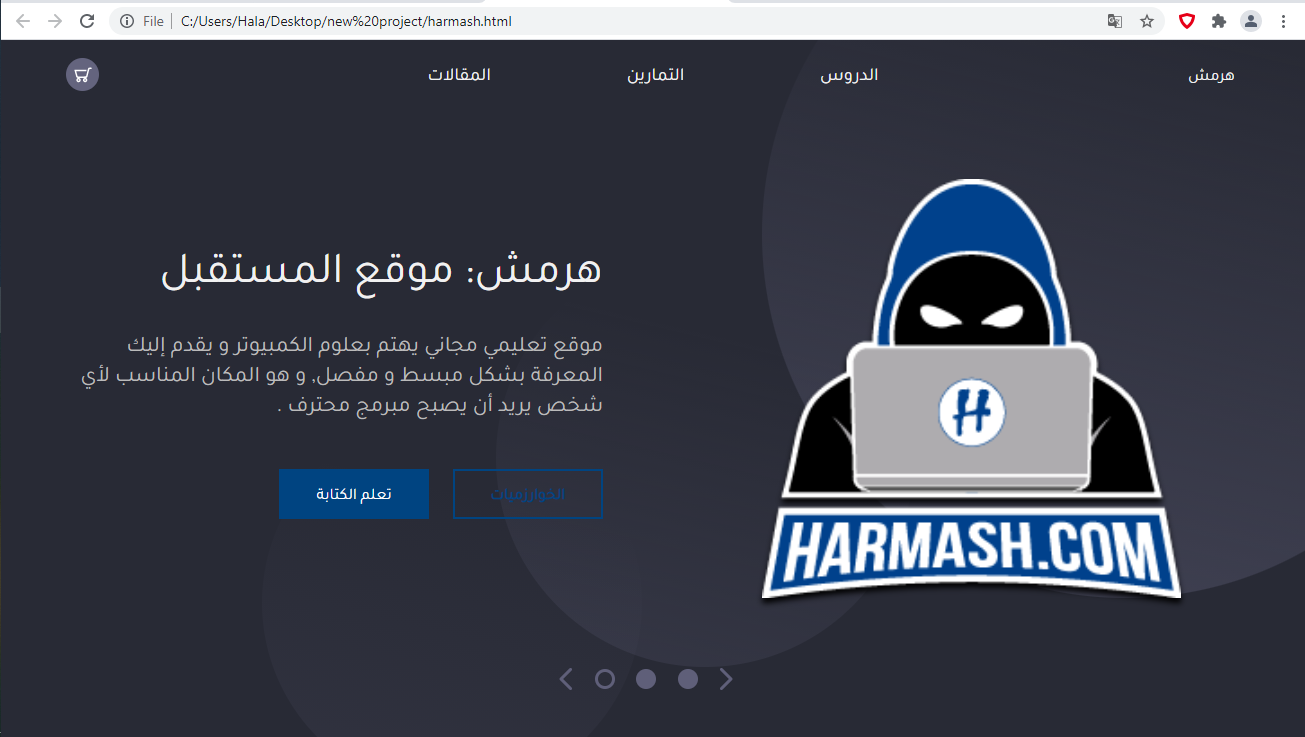 File
C:/Users/Hala/Desktop/new%20project/harmash.html
هرمش
الدروس
التمارين
المقالات
هرمش: موقع المستقبل
موقع تعليمي مجاني يهتم بعلوم الكمبيوتر و يقدم إليك
المعرفة بشكل مبسط و مفصل, و هو المكان المناسب لأي
شخص يريد أن يصبح مبرمج محترف .
الخوارزميات
تعلم الكتابة
H
HARMASH.COM